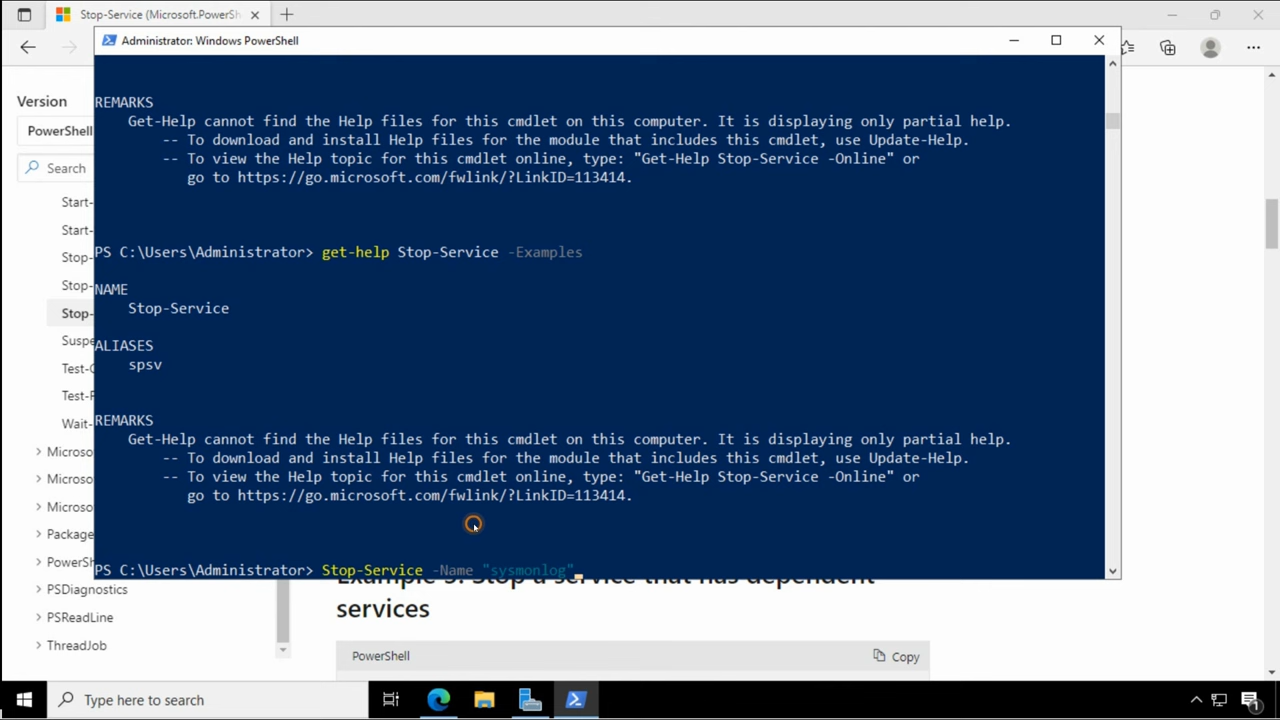 Stop-Service (Microsoft.PowerSh
Administrator: Windows PowerShell
Version
PowerShell
Search
Start-
Start-
Stop-
Stop-
Stop-
Suspe
Test-C
Test-P
Wait-
Microso
Microso
Microso
Package
PowerSh
PSDiagnostics
PSReadLine
ThreadJob
REMARKS
Get-Help cannot find the Help files for this cmdlet on this computer. It is displaying only partial help.
-- To download and install Help files for the module that includes this cmdlet, use Update-Help.
-- To view the Help topic for this cmdlet online, type: "Get-Help Stop-Service -Online" or
go to https://go.microsoft.com/fwlink/?LinkID=113414.
PS C:\Users\Administrator> get-help Stop-Service -Examples
NAME
Stop-Service
ALIASES
spsv
REMARKS
Get-Help cannot find the Help files for this cmdlet on this computer. It is displaying only partial help.
-- To download and install Help files for the module that includes this cmdlet, use Update-Help.
-- To view the Help topic for this cmdlet online, type: "Get-Help Stop-Service -Online" or
go to https://go.microsoft.com/fwlink/?LinkID=113414.
PS C:\Users\Administrator> Stop-Service -Name "sysmonlog"
Example 3: Stop a service that has dependent
services
PowerShell
Copy
Type here to search
1